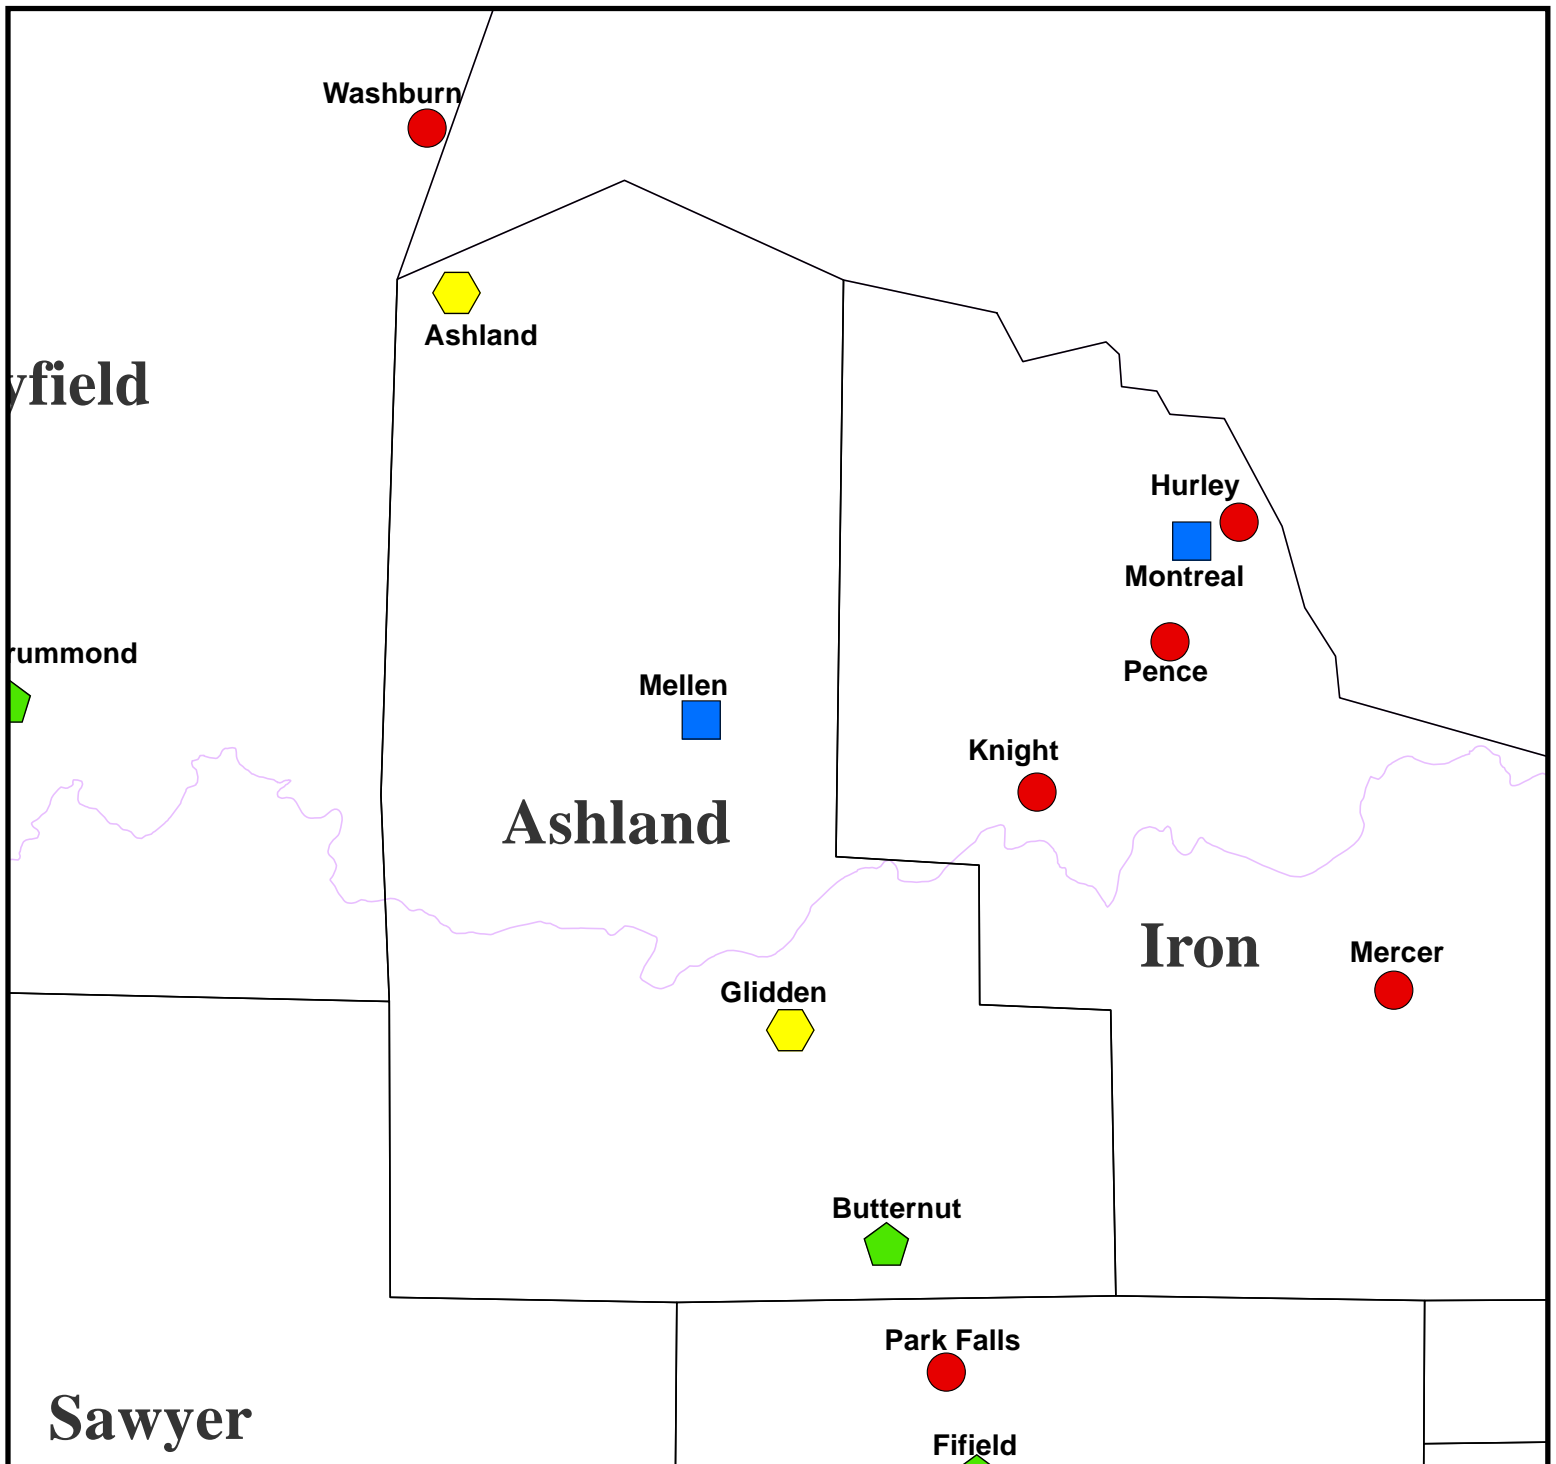 Washburn
Ashland
yfield
Hurley
Montreal
rummond
Pence
Mellen
Knight
Ashland
Iron
Mercer
Glidden
Butternut
Park Falls
Sawyer
Fifield